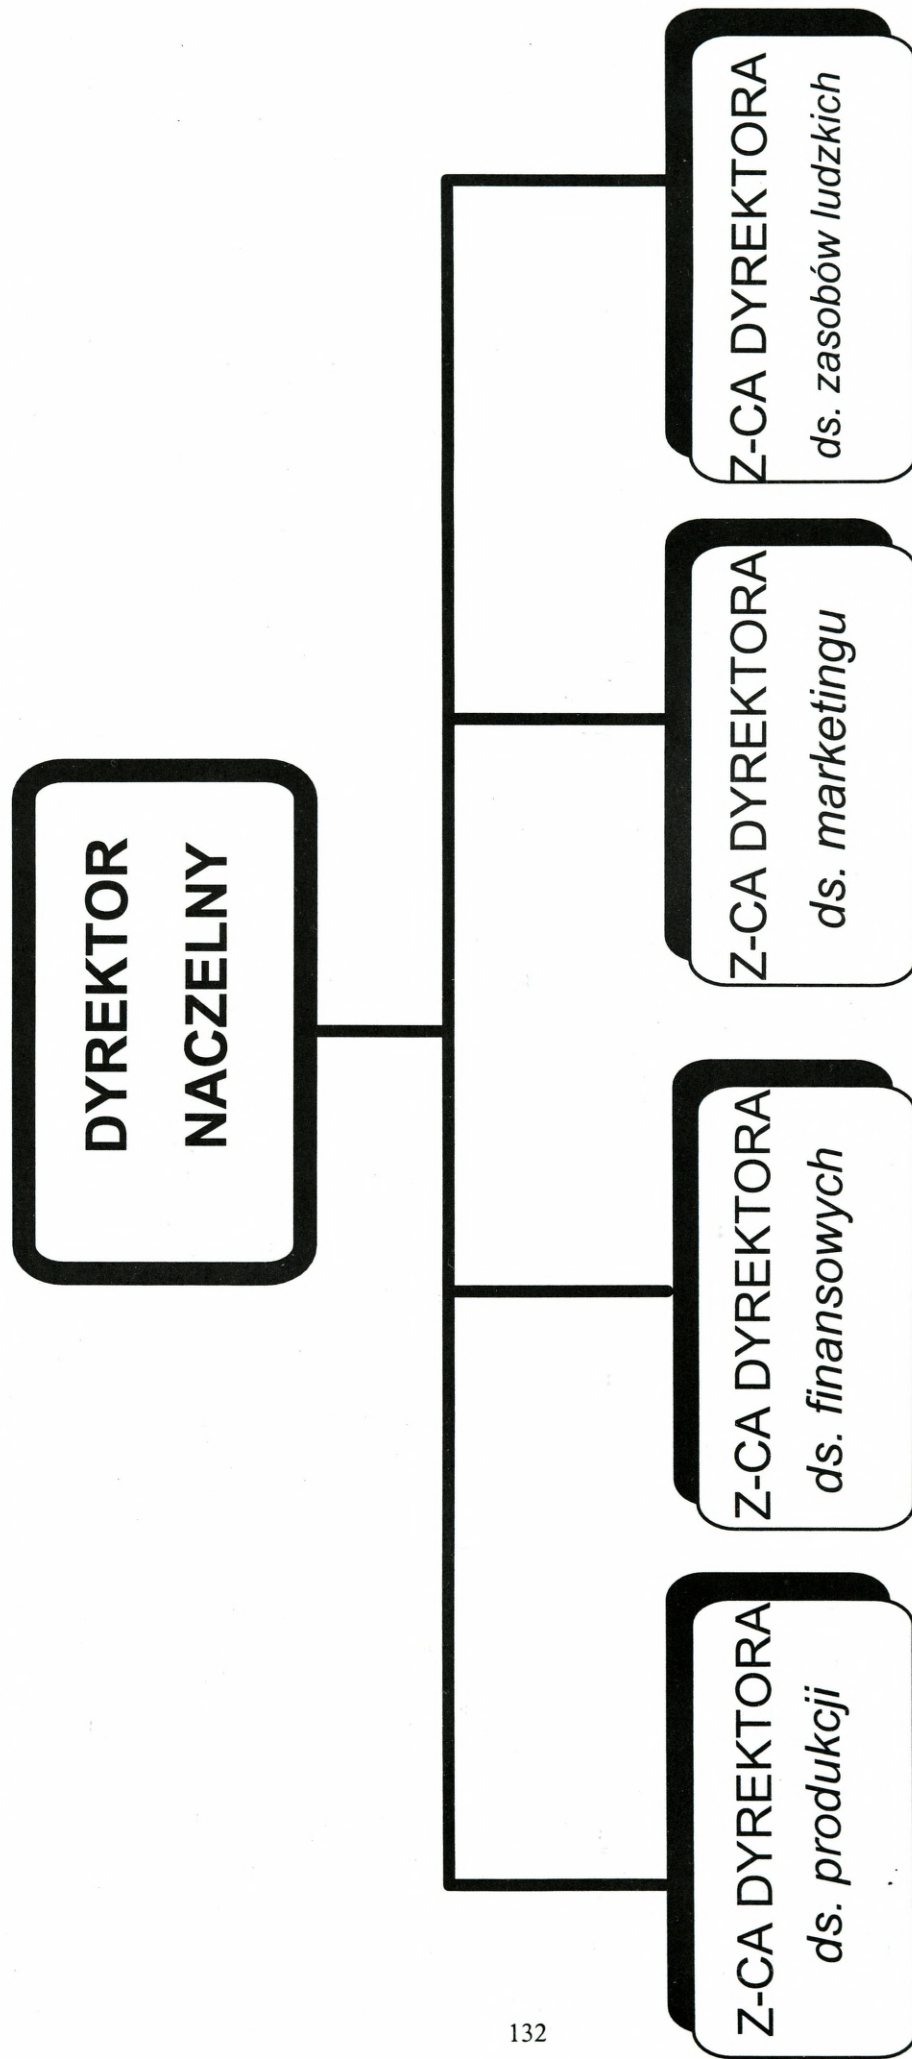 DYREKTOR
NACZELNY
Z-CA DYREKTORA
ds. produkcji
Z-CA DYREKTORA
ds. finansowych
Z-CA DYREKTORA
ds. marketingu
Z-CA DYREKTORA
ds. zasobów ludzkich
132